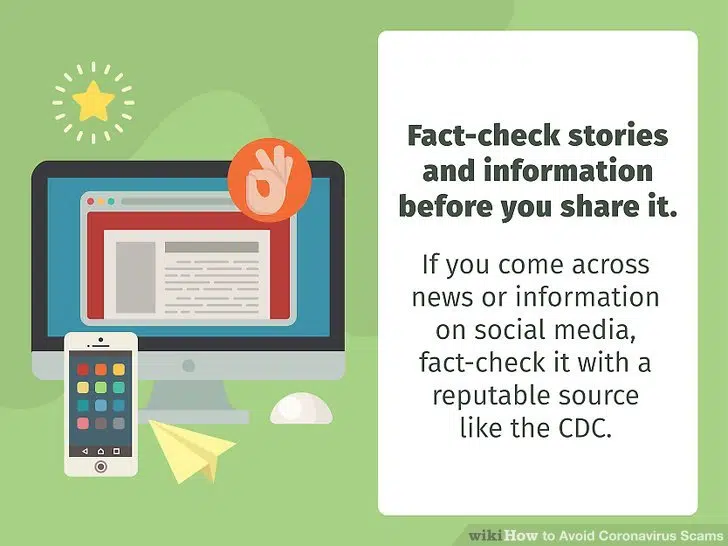 Fact-check stories
and information
before you share it.
If you come across
news or information
on social media,
fact-check it with a
reputable source
like the CDC.
wikiHow to Avoid Coronavirus Scams